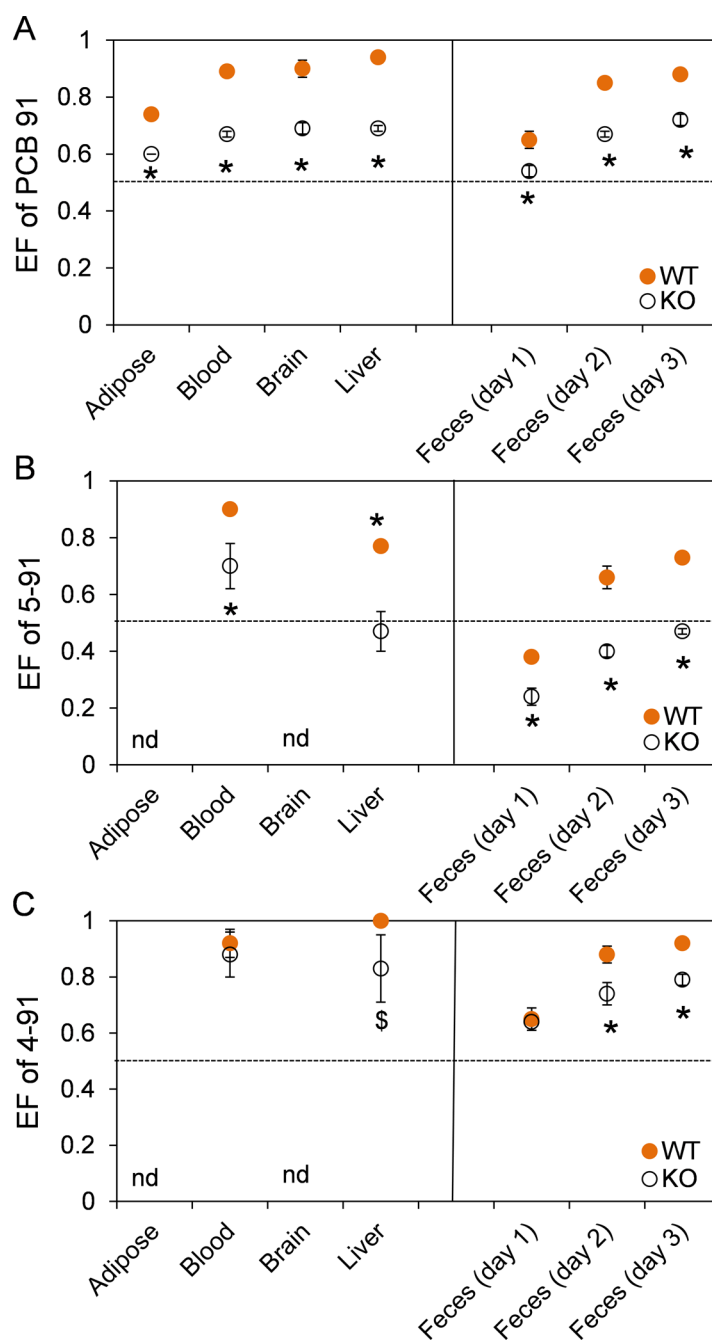 A
EF of PCB 91
1
0.8
0.6
0.4
0.2
0
* * * * * * *
WT
KO
Adipose
Blood
Brain
Liver
Feces (day 1)
Feces (day 2)
Feces (day 3)
B
EF of 5-91
1
0.8
0.6
0.4
0.2
0
* * * * *
nd
nd
WT
KO
Adipose
Blood
Brain
Liver
Feces (day 1)
Feces (day 2)
Feces (day 3)
C
EF of 4-91
1
0.8
0.6
0.4
0.2
0
$ * *
nd
nd
WT
KO
Adipose
Blood
Brain
Liver
Feces (day 1)
Feces (day 2)
Feces (day 3)